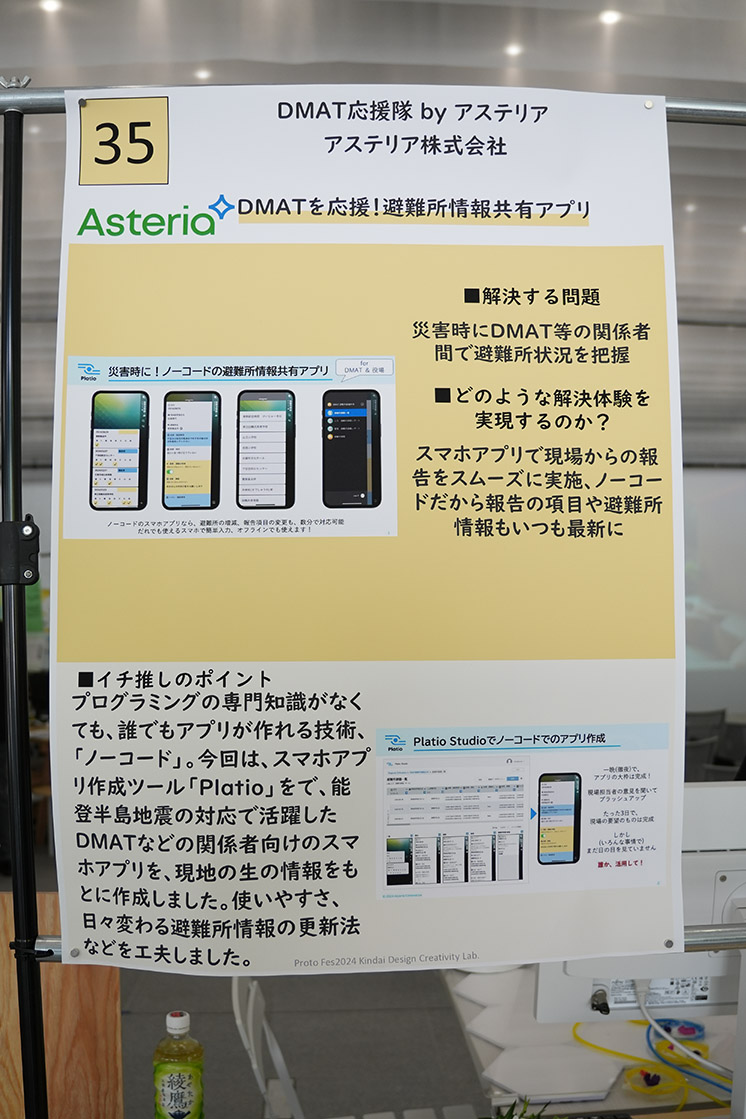 35
DMAT応援隊 by アステリア
アステリア株式会社
Asteria
DMATを応援!避難所情報共有アプリ
■解決する問題
災害時にDMAT等の関係者
間で避難所状況を把握
■どのような解決体験を
実現するのか?
スマホアプリで現場からの報
告をスムーズに実施、ノーコー
ドだから報告の項目や避難所
情報もいつも最新に
Platio
災害時に!ノーコードの避難所情報共有アプリ
for
DMAT & 役場
ノーコードのスマホアプリなら、避難所の増減、報告項目の変更も、数分で対応可能
だれでも使えるスマホで簡単入力、オフラインでも使えます!
■イチ推しのポイント
プログラミングの専門知識がなく
ても、誰でもアプリが作れる技術、
「ノーコード」。今回は、スマホアプ
リ作成ツール「Platio」をで、能
登半島地震の対応で活躍した
DMATなどの関係者向けのスマ
ホアプリを、現地の生の情報をも
とに作成しました。使いやすさ、
日々変わる避難所情報の更新法
などを工夫しました。
Platio
Platio Studioでノーコードでのアプリ作成
一晩(徹夜)で、
アプリの大枠は完成!
現場担当者の意見を聞いて
ブラッシュアップ
たった3日で、
現場の要望のものは完成
しかし
(いろんな事情で)
まだ日の目を見ていません
誰か、活用して!
Proto Fes2024 Kindai Design Creativity Lab.
綾鷹